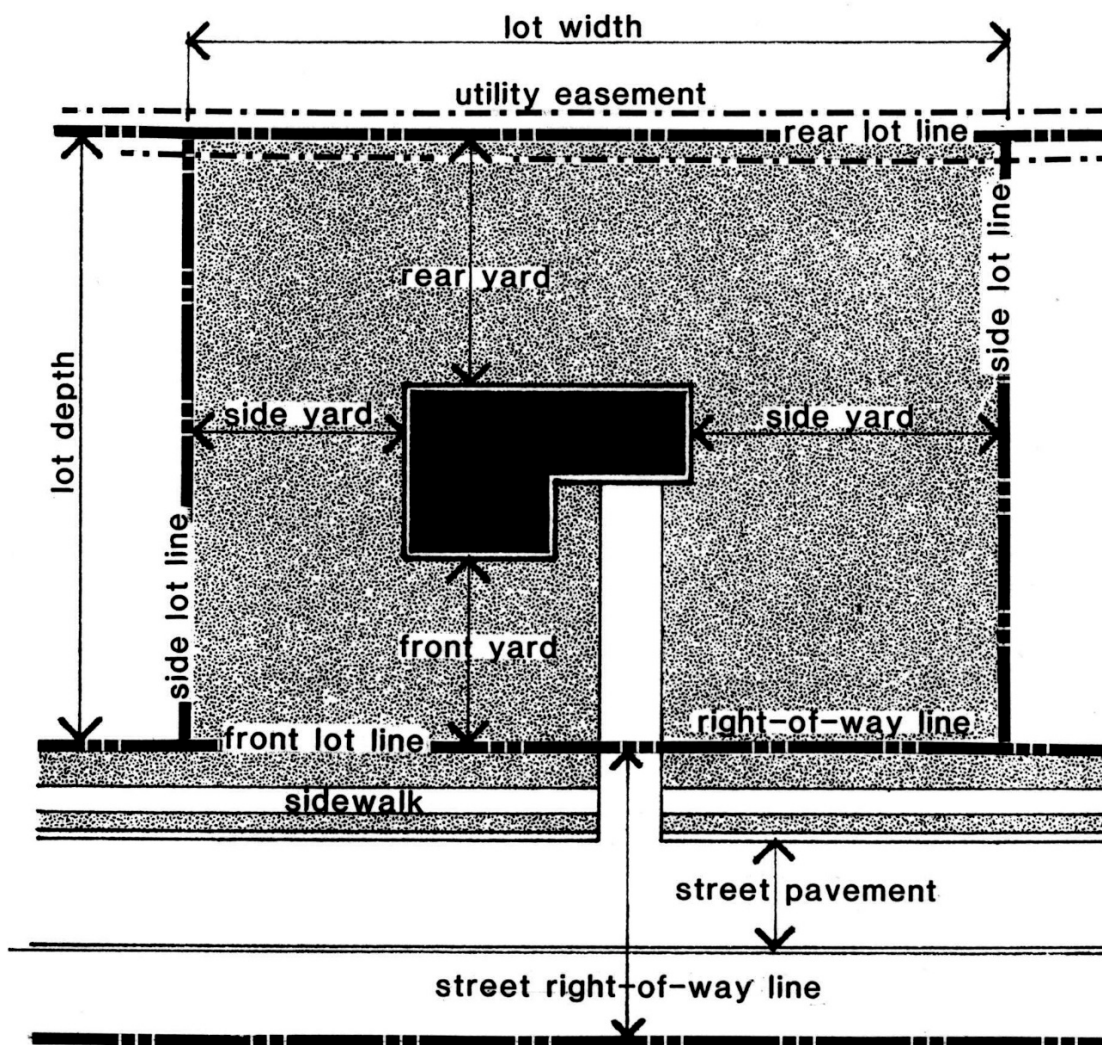 lot width
utility easement
rear lot line
side lot line
rear yard
lot depth
side yard
side yard
side lot line
front yard
right-of-way line
front lot line
sidewalk
street pavement
street right-of-way line